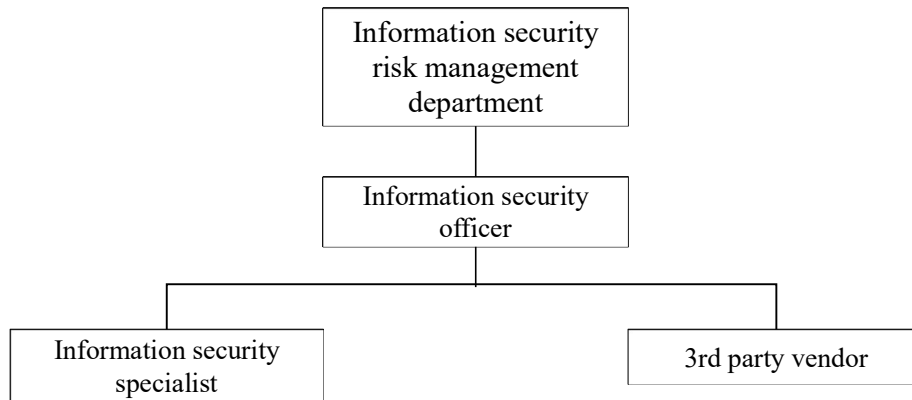 Information security
risk management
department
Information security
officer
Information security
specialist
3rd party vendor